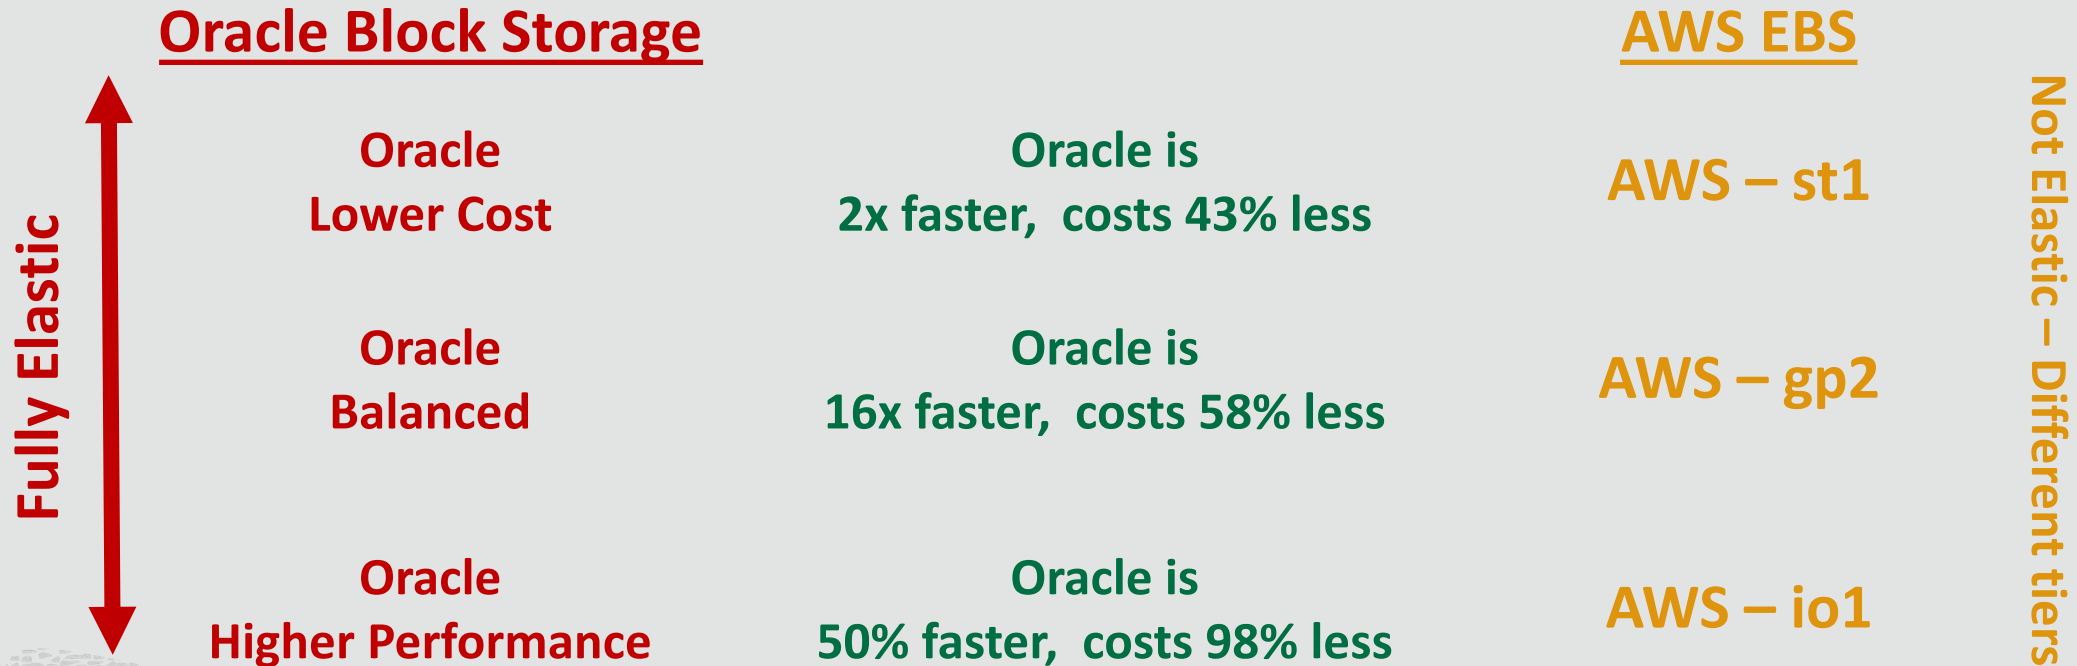 Oracle Block Storage
AWS EBS
Fully Elastic
Oracle
Lower Cost
Oracle is
2x faster,  costs 43% less
AWS – st1
Oracle
Balanced
Oracle is
16x faster,  costs 58% less
AWS – gp2
Oracle
Higher Performance
Oracle is
50% faster,  costs 98% less
AWS – io1
Not Elastic – Different tiers